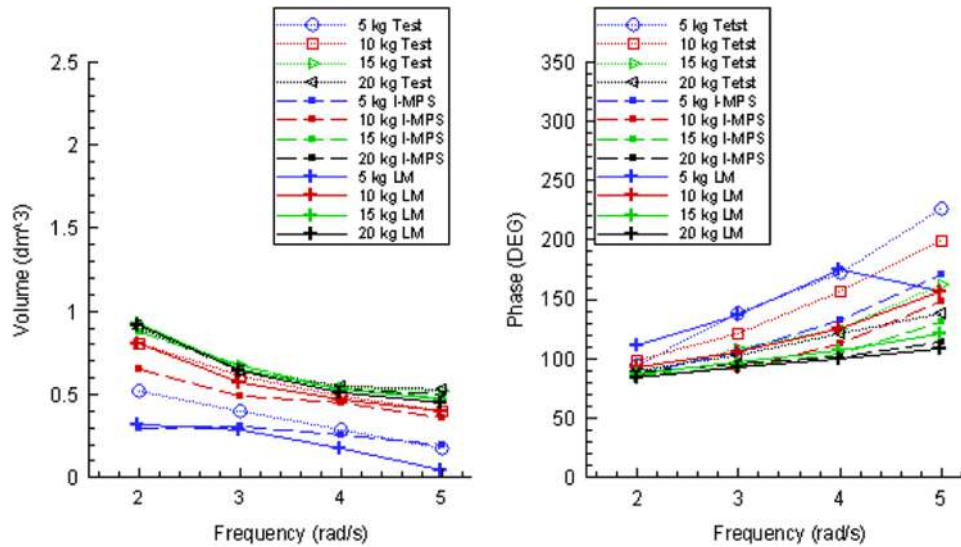 5 kg Test
10 kg Test
15 kg Test
20 kg Test
5 kg I-MPS
10 kg I-MPS
15 kg I-MPS
20 kg I-MPS
5 kg LM
10 kg LM
15 kg LM
20 kg LM
2.5
2
1.5
1
0.5
0
Volume (dm^3)
2 3 4 5
Frequency (rad/s)
5 kg Tetst
10 kg Tetst
15 kg Tetst
20 kg Tetst
5 kg I-MPS
10 kg I-MPS
15 kg I-MPS
20 kg I-MPS
5 kg LM
10 kg LM
15 kg LM
20 kg LM
350
300
250
200
150
100
50
0
Phase (DEG)
2 3 4 5
Frequency (rad/s)